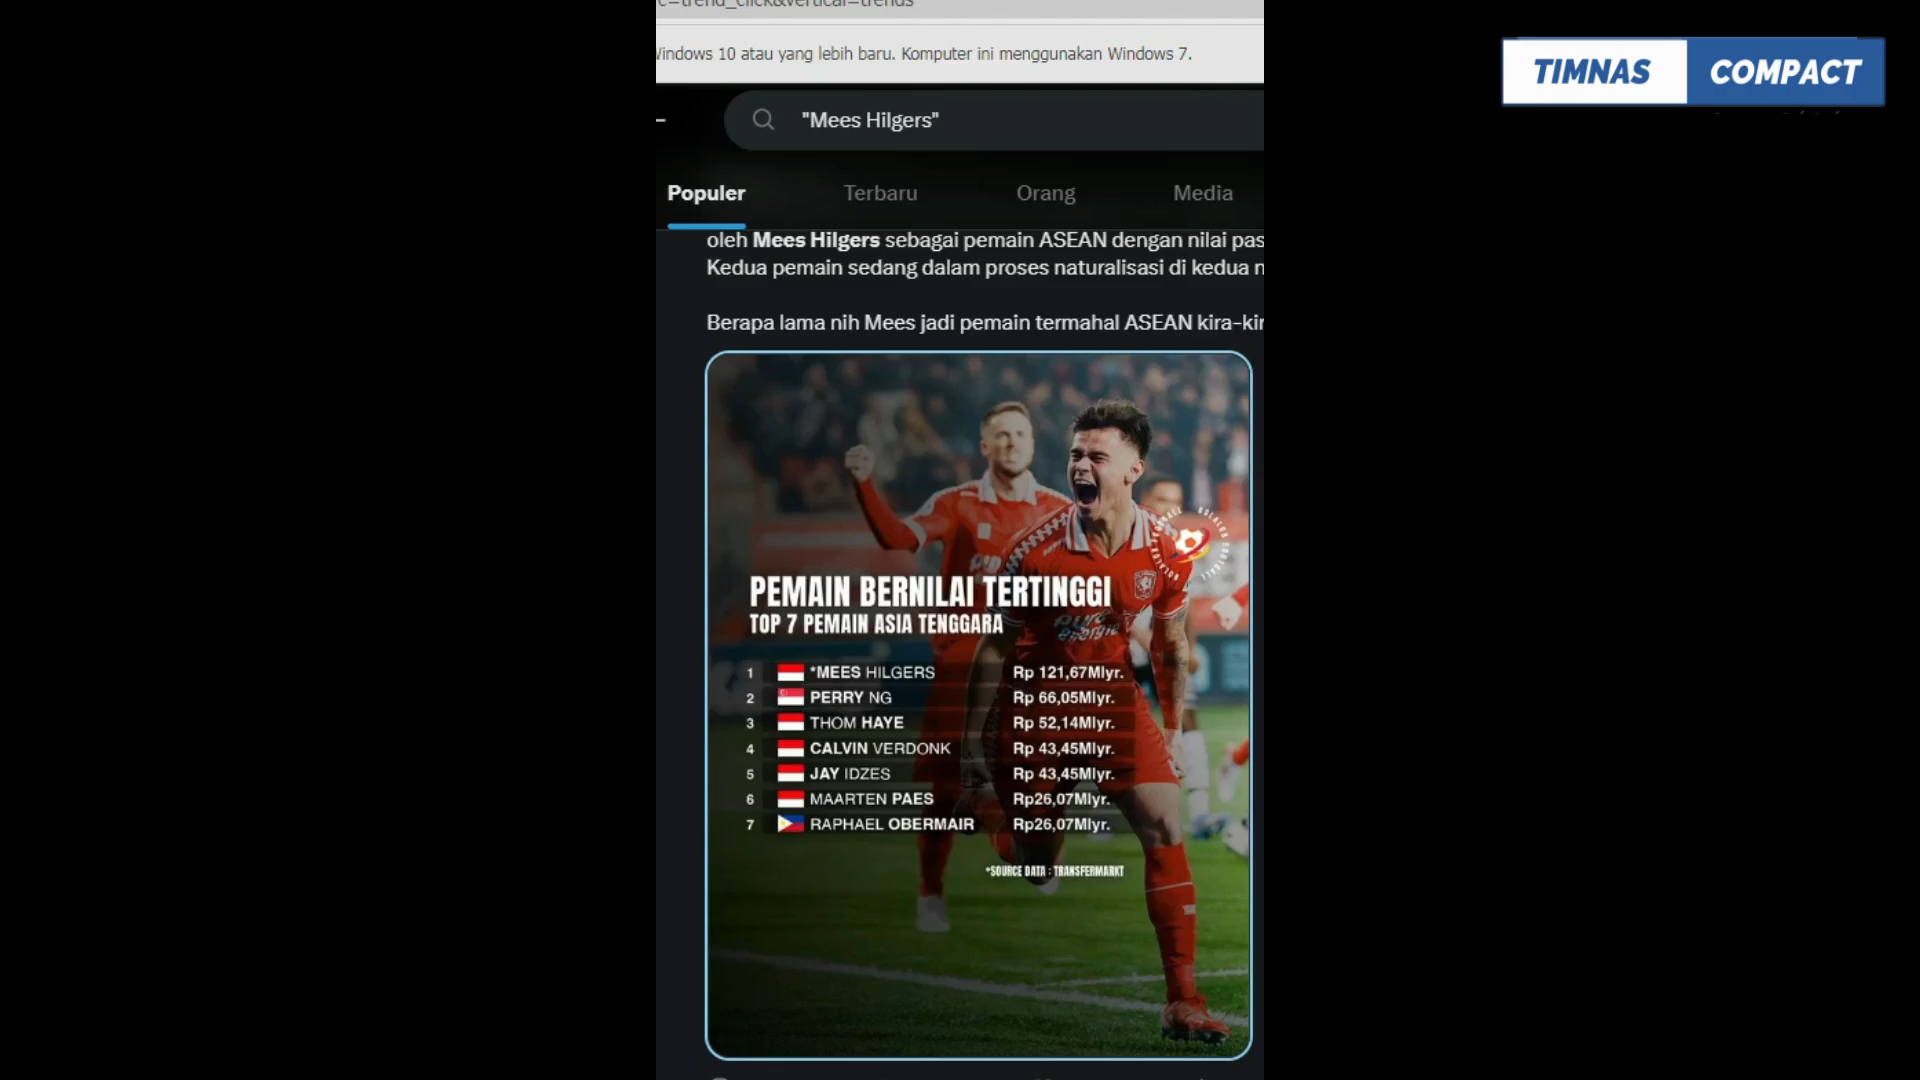 c=trend_click&vertical=trends
Windows 10 atau yang lebih baru. Komputer ini menggunakan Windows 7.
TIMNAS COMPACT
"Mees Hilgers"
Populer Terbaru Orang Media
oleh Mees Hilgers sebagai pemain ASEAN dengan nilai pas
Kedua pemain sedang dalam proses naturalisasi di kedua n
Berapa lama nih Mees jadi pemain termahal ASEAN kira-kir
pure
energie
PEMAIN BERNILAI TERTINGGI
TOP 7 PEMAIN ASIA TENGGARA
1 *MEES HILGERS Rp 121,67Mlyr.
2 PERRY NG Rp 66,05Mlyr.
3 THOM HAYE Rp 52,14Mlyr.
4 CALVIN VERDONK Rp 43,45Mlyr.
5 JAY IDZES Rp 43,45Mlyr.
6 MAARTEN PAES Rp26,07Mlyr.
7 RAPHAEL OBERMAIR Rp26,07Mlyr.
*SOURCE DATA : TRANSFERMARKT